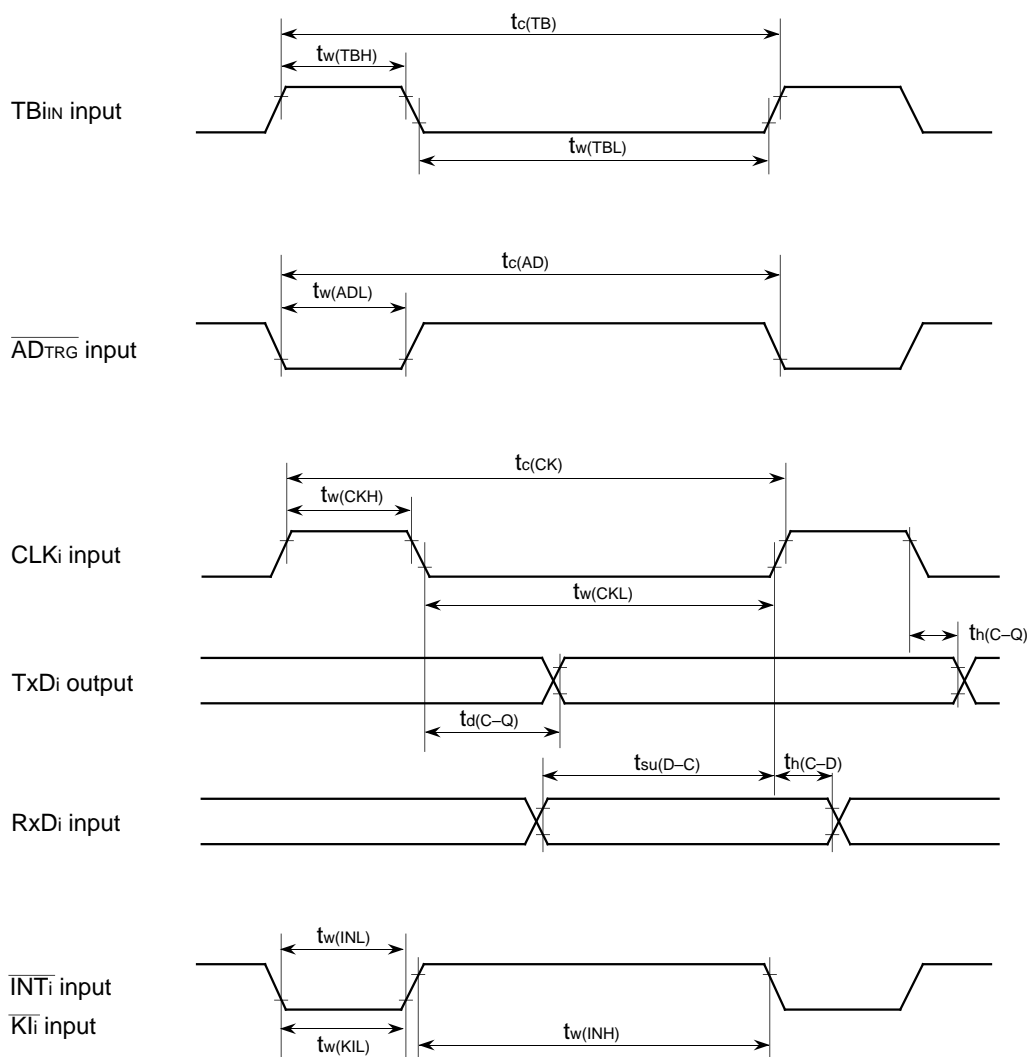 tc(TB)
tw(TBH)
TBiIN input
tw(TBL)
tc(AD)
tw(ADL)
ADTRG input
tc(CK)
tw(CKH)
CLKi input
tw(CKL)
th(C–Q)
TxDi output
td(C–Q)
tsu(D–C) th(C–D)
RxDi input
tw(INL)
INTi input
KIi input
tw(INH)
tw(KIL)